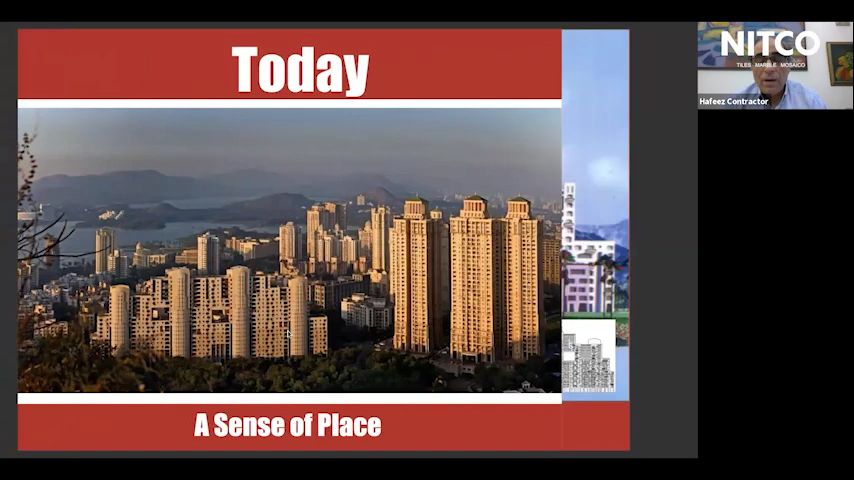 Today
A Sense of Place
NITCO
TILES MARBLE MOSAICO
Hafeez Contractor